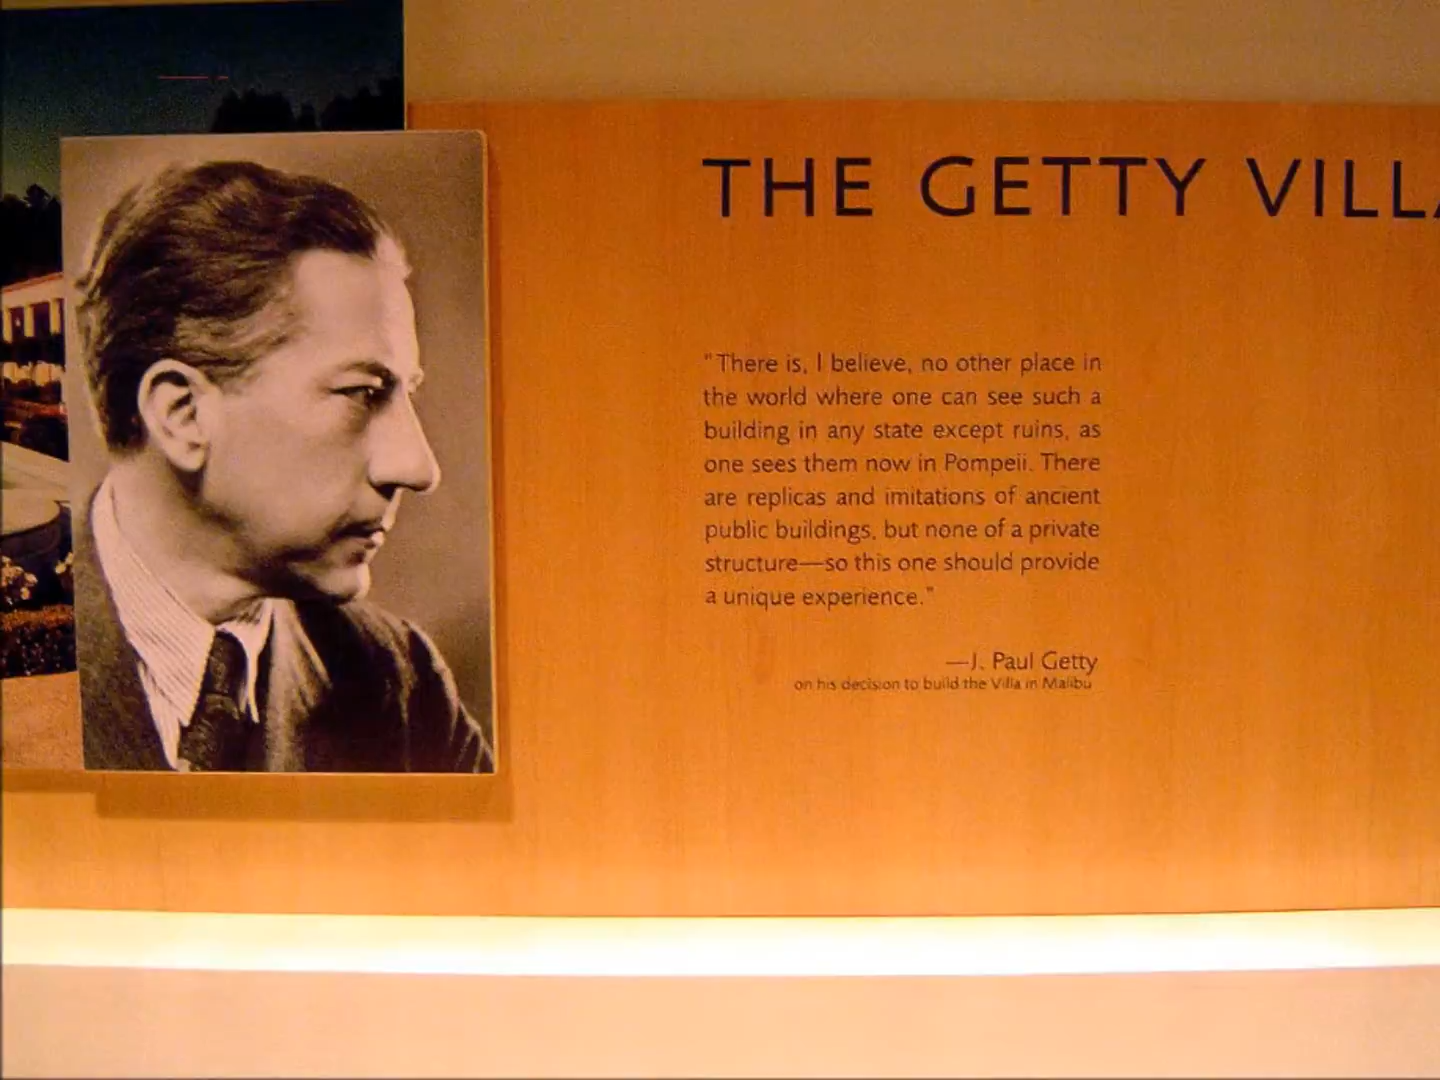 THE GETTY VILLA
"There is, I believe, no other place in
the world where one can see such a
building in any state except ruins, as
one sees them now in Pompeii. There
are replicas and imitations of ancient
public buildings, but none of a private
structure—so this one should provide
a unique experience."
—J. Paul Getty
on his decision to build the Villa in Malibu